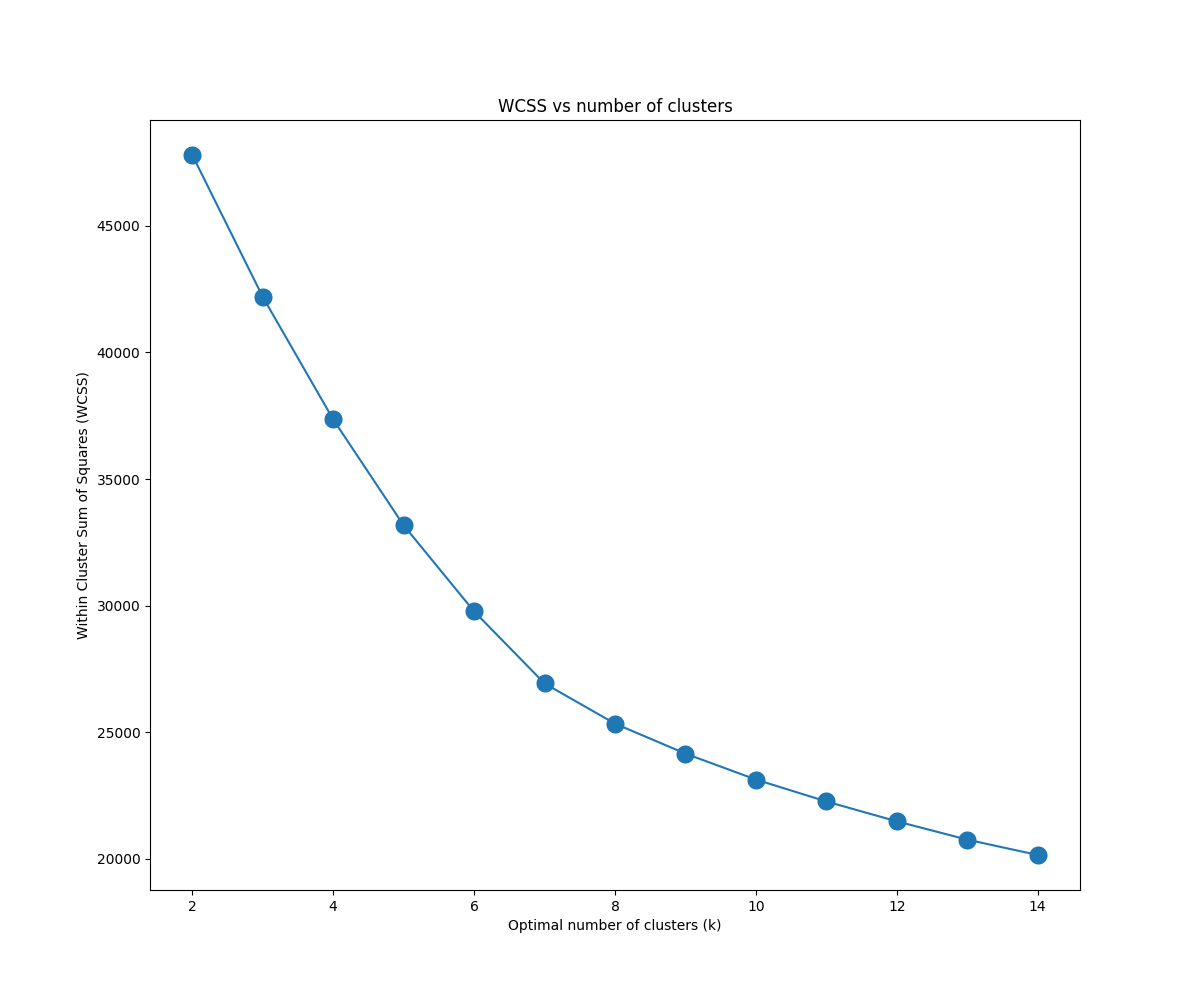 WCSS vs number of clusters
Within Cluster Sum of Squares (WCSS)
45000
40000
35000
30000
25000
20000
2 4 6 8 10 12 14
Optimal number of clusters (k)